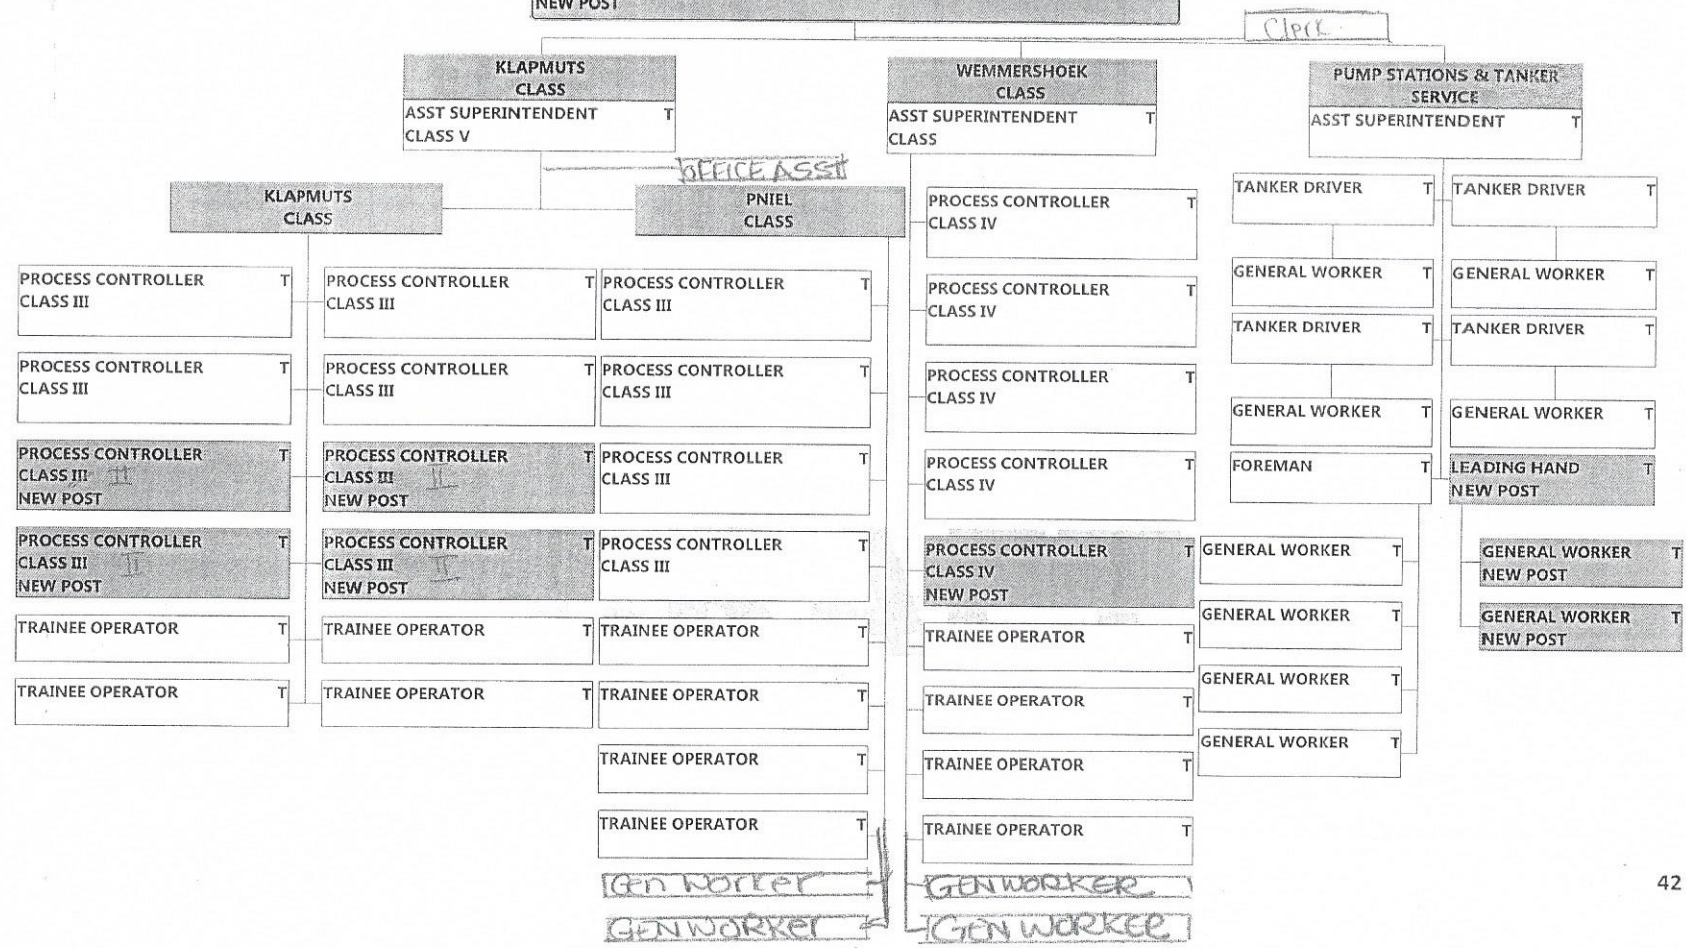 NEW POST
Clerk
KLAPMUTS
CLASS
ASST SUPERINTENDENT T
CLASS V
WEMMERSHOEK
CLASS
ASST SUPERINTENDENT T
CLASS
PUMP STATIONS & TANKER
SERVICE
ASST SUPERINTENDENT T
OFFICE ASST
KLAPMUTS
CLASS
PROCESS CONTROLLER T
CLASS III
PROCESS CONTROLLER T
CLASS III
PROCESS CONTROLLER T
CLASS III II
NEW POST
PROCESS CONTROLLER T
CLASS III II
NEW POST
TRAINEE OPERATOR T
TRAINEE OPERATOR T
PROCESS CONTROLLER T
CLASS III
PROCESS CONTROLLER T
CLASS III
PROCESS CONTROLLER T
CLASS III II
NEW POST
PROCESS CONTROLLER T
CLASS III II
NEW POST
TRAINEE OPERATOR T
TRAINEE OPERATOR T
PNIEL
CLASS
PROCESS CONTROLLER T
CLASS III
PROCESS CONTROLLER T
CLASS III
PROCESS CONTROLLER T
CLASS III
PROCESS CONTROLLER T
CLASS III
TRAINEE OPERATOR T
TRAINEE OPERATOR T
TRAINEE OPERATOR T
TRAINEE OPERATOR T
Gen Worker
GENWORKEr
PROCESS CONTROLLER T
CLASS IV
PROCESS CONTROLLER T
CLASS IV
PROCESS CONTROLLER T
CLASS IV
PROCESS CONTROLLER T
CLASS IV
PROCESS CONTROLLER T
CLASS IV
NEW POST
TRAINEE OPERATOR T
TRAINEE OPERATOR T
TRAINEE OPERATOR T
TRAINEE OPERATOR T
GENWORKER
GEN WORKER
TANKER DRIVER T
GENERAL WORKER T
TANKER DRIVER T
GENERAL WORKER T
FOREMAN T
GENERAL WORKER T
GENERAL WORKER T
GENERAL WORKER T
GENERAL WORKER T
TANKER DRIVER T
GENERAL WORKER T
TANKER DRIVER T
GENERAL WORKER T
LEADING HAND T
NEW POST
GENERAL WORKER T
NEW POST
GENERAL WORKER T
NEW POST
42